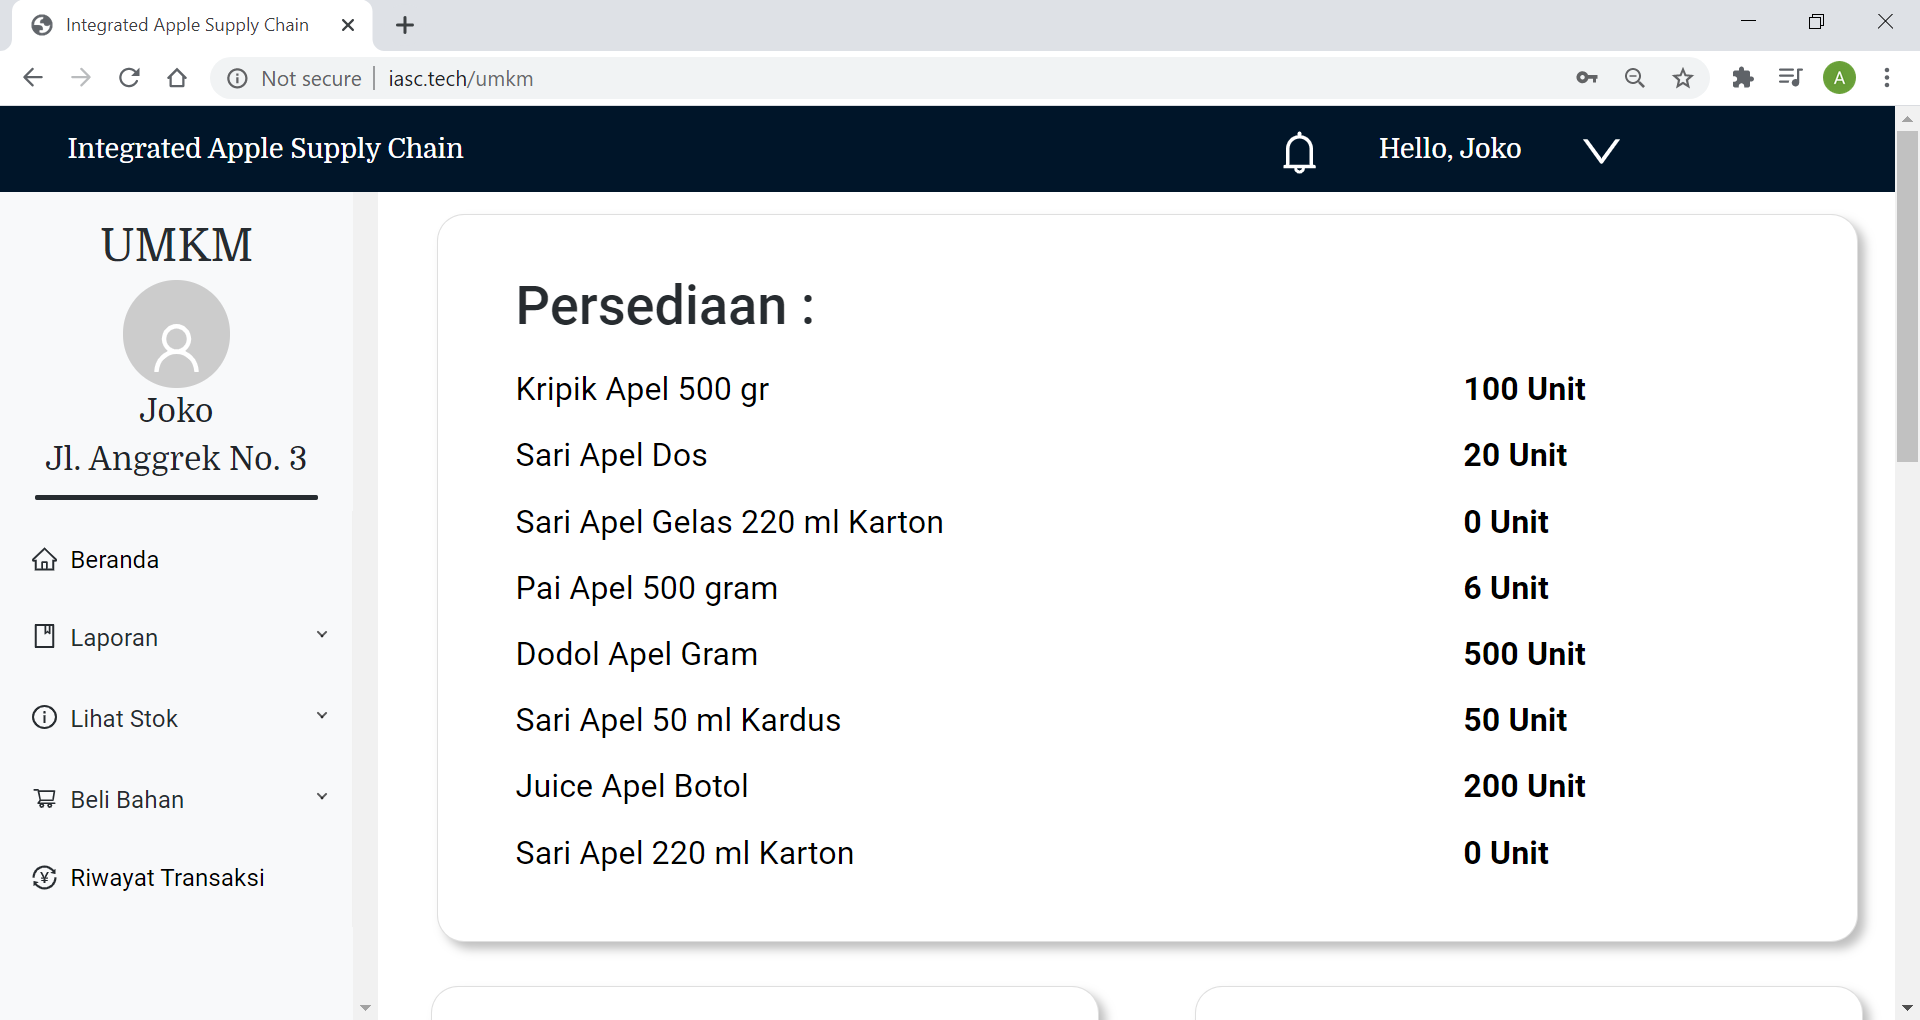 Integrated Apple Supply Chain
Not secure | iasc.tech/umkm
A
Integrated Apple Supply Chain
Hello, Joko
UMKM
Joko
Jl. Anggrek No. 3
Beranda
Laporan
Lihat Stok
Beli Bahan
Riwayat Transaksi
Persediaan :
Kripik Apel 500 gr 100 Unit
Sari Apel Dos 20 Unit
Sari Apel Gelas 220 ml Karton 0 Unit
Pai Apel 500 gram 6 Unit
Dodol Apel Gram 500 Unit
Sari Apel 50 ml Kardus 50 Unit
Juice Apel Botol 200 Unit
Sari Apel 220 ml Karton 0 Unit